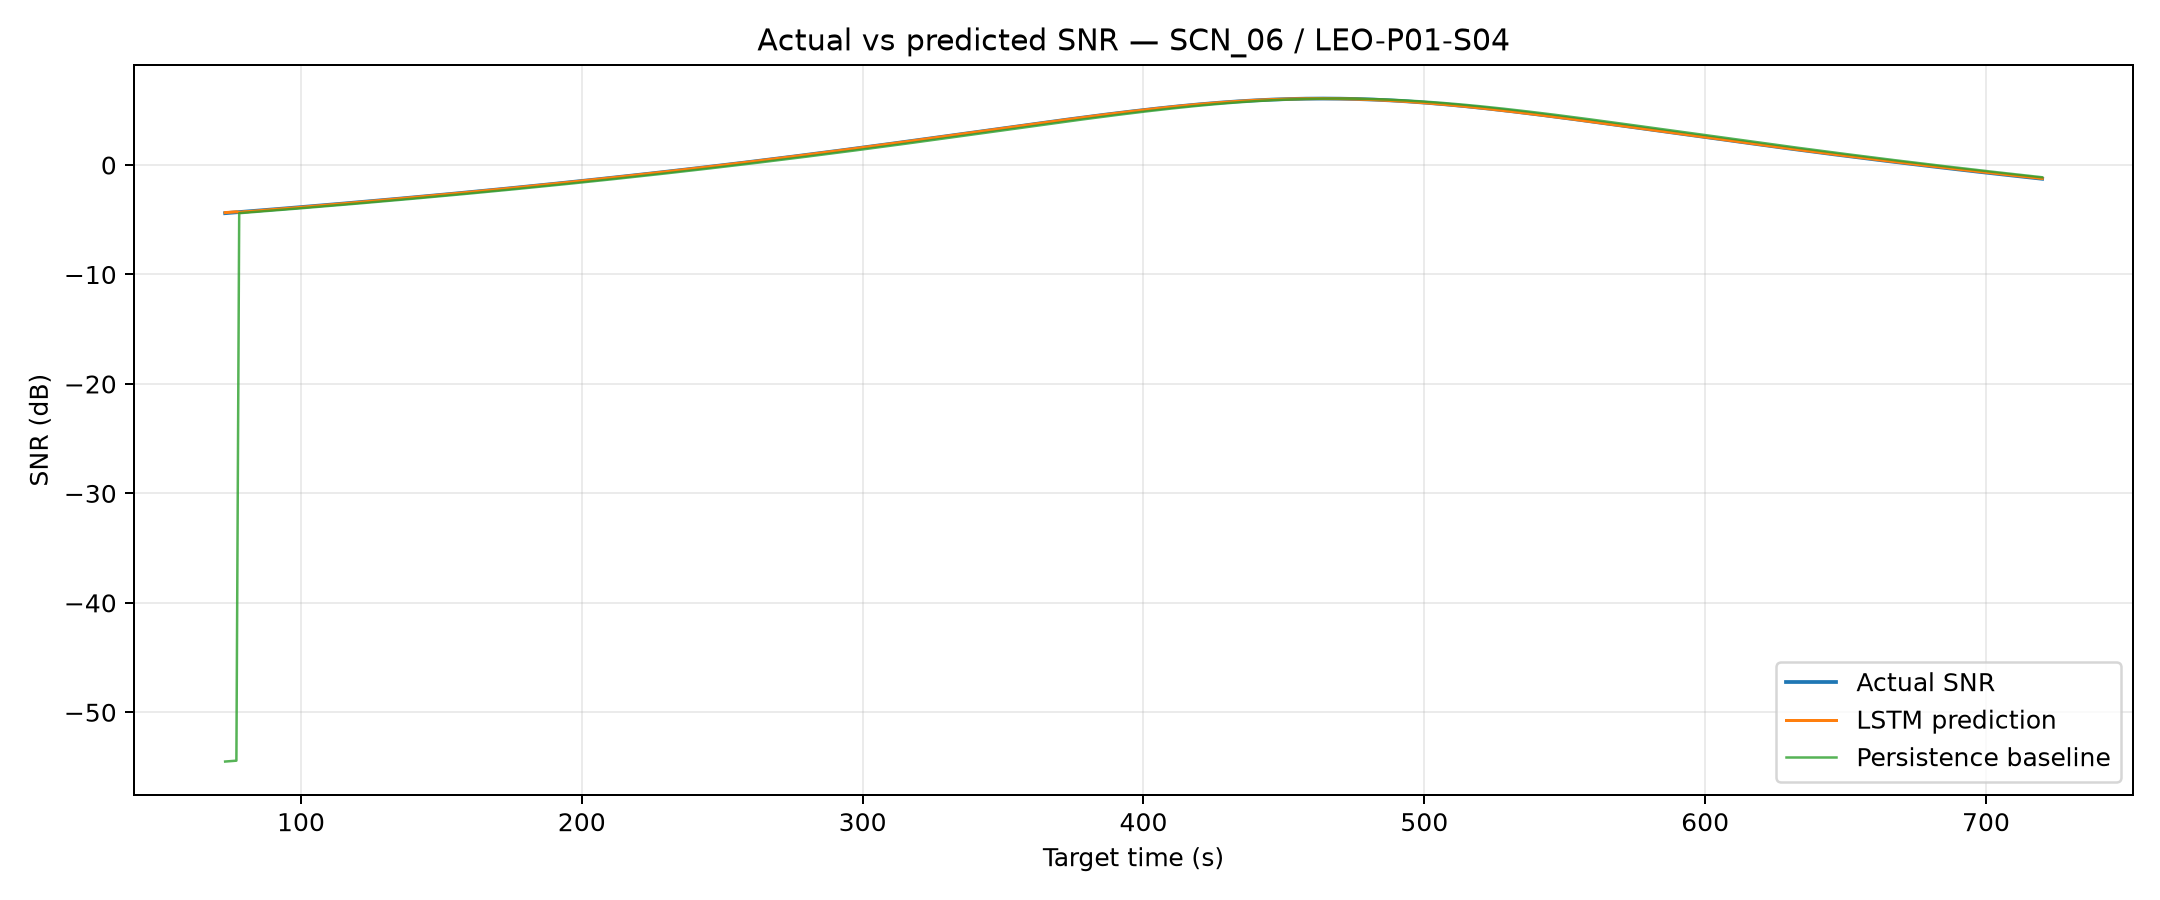 Actual vs predicted SNR — SCN_06 / LEO-P01-S04
SNR (dB)
0
−10
−20
−30
−40
−50
100 200 300 400 500 600 700
Target time (s)
Actual SNR
LSTM prediction
Persistence baseline